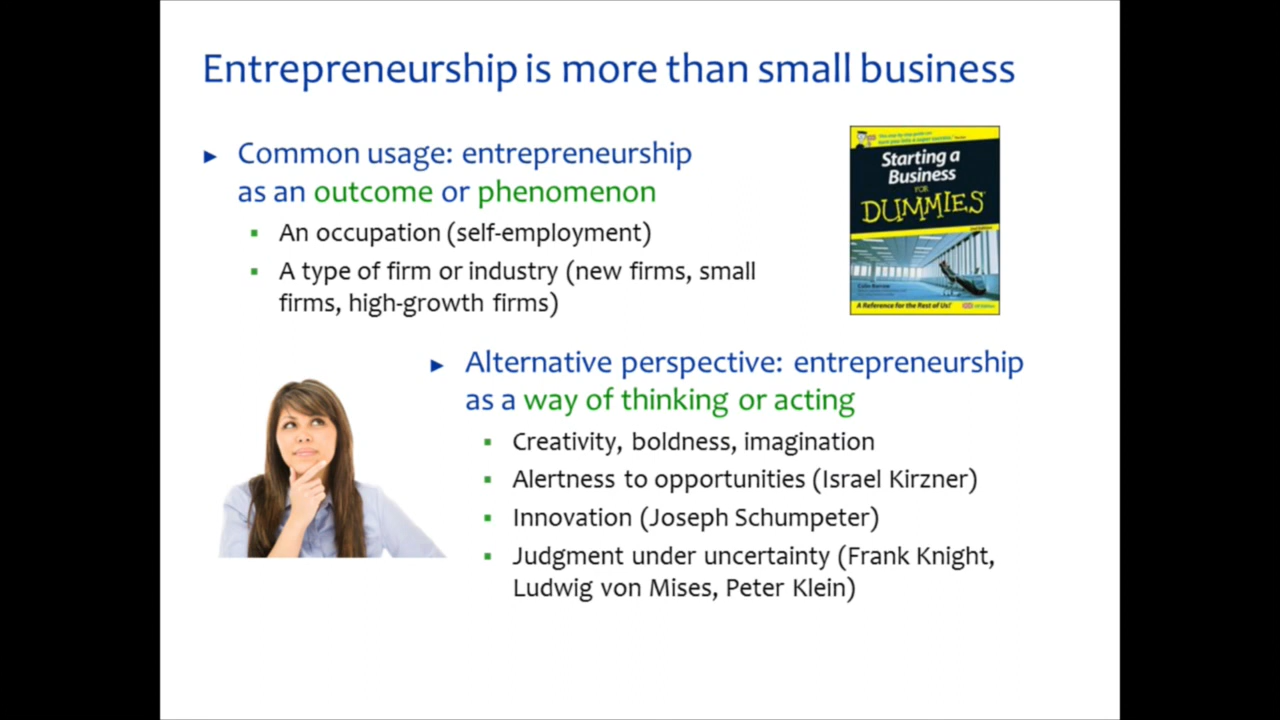 Entrepreneurship is more than small business
► Common usage: entrepreneurship
as an outcome or phenomenon
▪ An occupation (self-employment)
▪ A type of firm or industry (new firms, small
firms, high-growth firms)
Starting a
Business
FOR
DUMMIES
A Reference for the Rest of Us!
► Alternative perspective: entrepreneurship
as a way of thinking or acting
▪ Creativity, boldness, imagination
▪ Alertness to opportunities (Israel Kirzner)
▪ Innovation (Joseph Schumpeter)
▪ Judgment under uncertainty (Frank Knight,
Ludwig von Mises, Peter Klein)